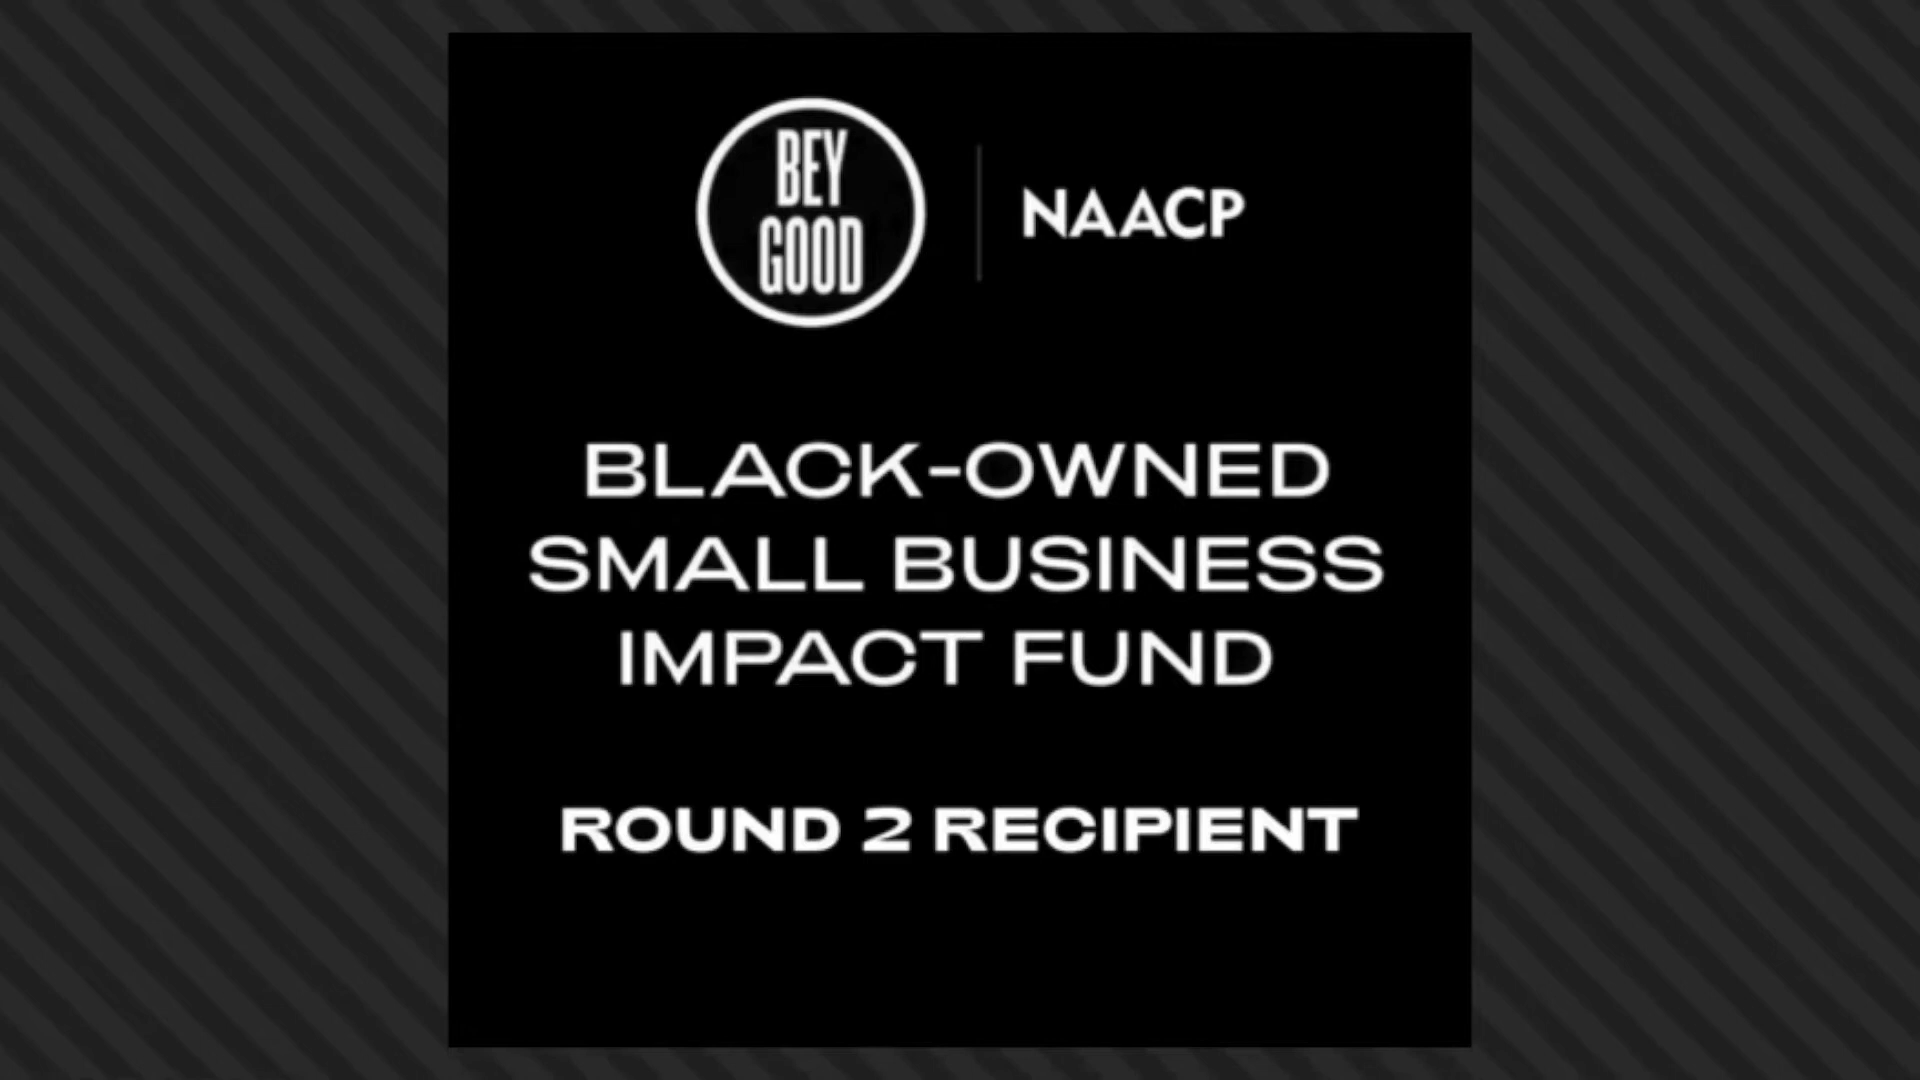 BEY
GOOD
NAACP
BLACK-OWNED
SMALL BUSINESS
IMPACT FUND
ROUND 2 RECIPIENT